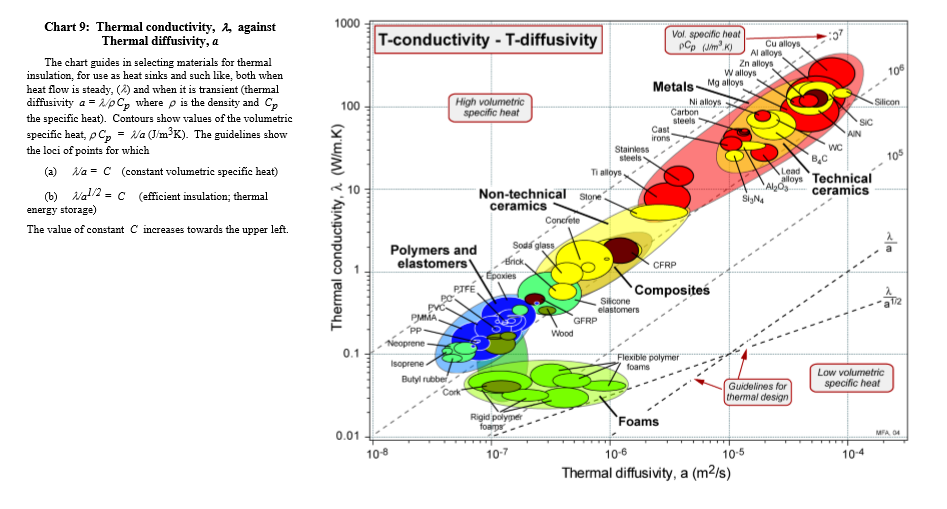 Chart 9: Thermal conductivity, λ, against
Thermal diffusivity, a
The chart guides in selecting materials for thermal
insulation, for use as heat sinks and such like, both when
heat flow is steady, (λ) and when it is transient (thermal
diffusivity a = λ/ρ Cp where ρ is the density and Cp
the specific heat). Contours show values of the volumetric
specific heat, ρ Cp = λ/a (J/m³K). The guidelines show
the loci of points for which
(a) λ/a = C (constant volumetric specific heat)
(b) λ/a1/2 = C (efficient insulation; thermal
energy storage)
The value of constant C increases towards the upper left.
T-conductivity - T-diffusivity
Vol. specific heat
ρCp (J/m³.K)
High volumetric
specific heat
Thermal conductivity, λ (W/m.K)
1000
100
10
1
0.1
0.01
10-8
10-7
10-6
10-5
10-4
Thermal diffusivity, a (m²/s)
Cu alloys
Al alloys
Zn alloys
W alloys
Mg alloys
Metals
Ni alloys
Carbon
steels
Cast
irons
Stainless
steels
Ti alloys
Stone
Non-technical
ceramics
Concrete
Soda glass
Brick
Polymers and
elastomers
Epoxies
PTFE
PC
PVC
PMMA
PP
Neoprene
Isoprene
Butyl rubber
Cork
Rigid polymer
foams
Flexible polymer
foams
Foams
Wood
GFRP
Silicone
elastomers
Composites
CFRP
Technical
ceramics
Si3N4
Al2O3
Lead
alloys
B4C
WC
AlN
SiC
Silicon
106
105
λ
a
λ
a1/2
Guidelines for
thermal design
Low volumetric
specific heat
MFA, 04